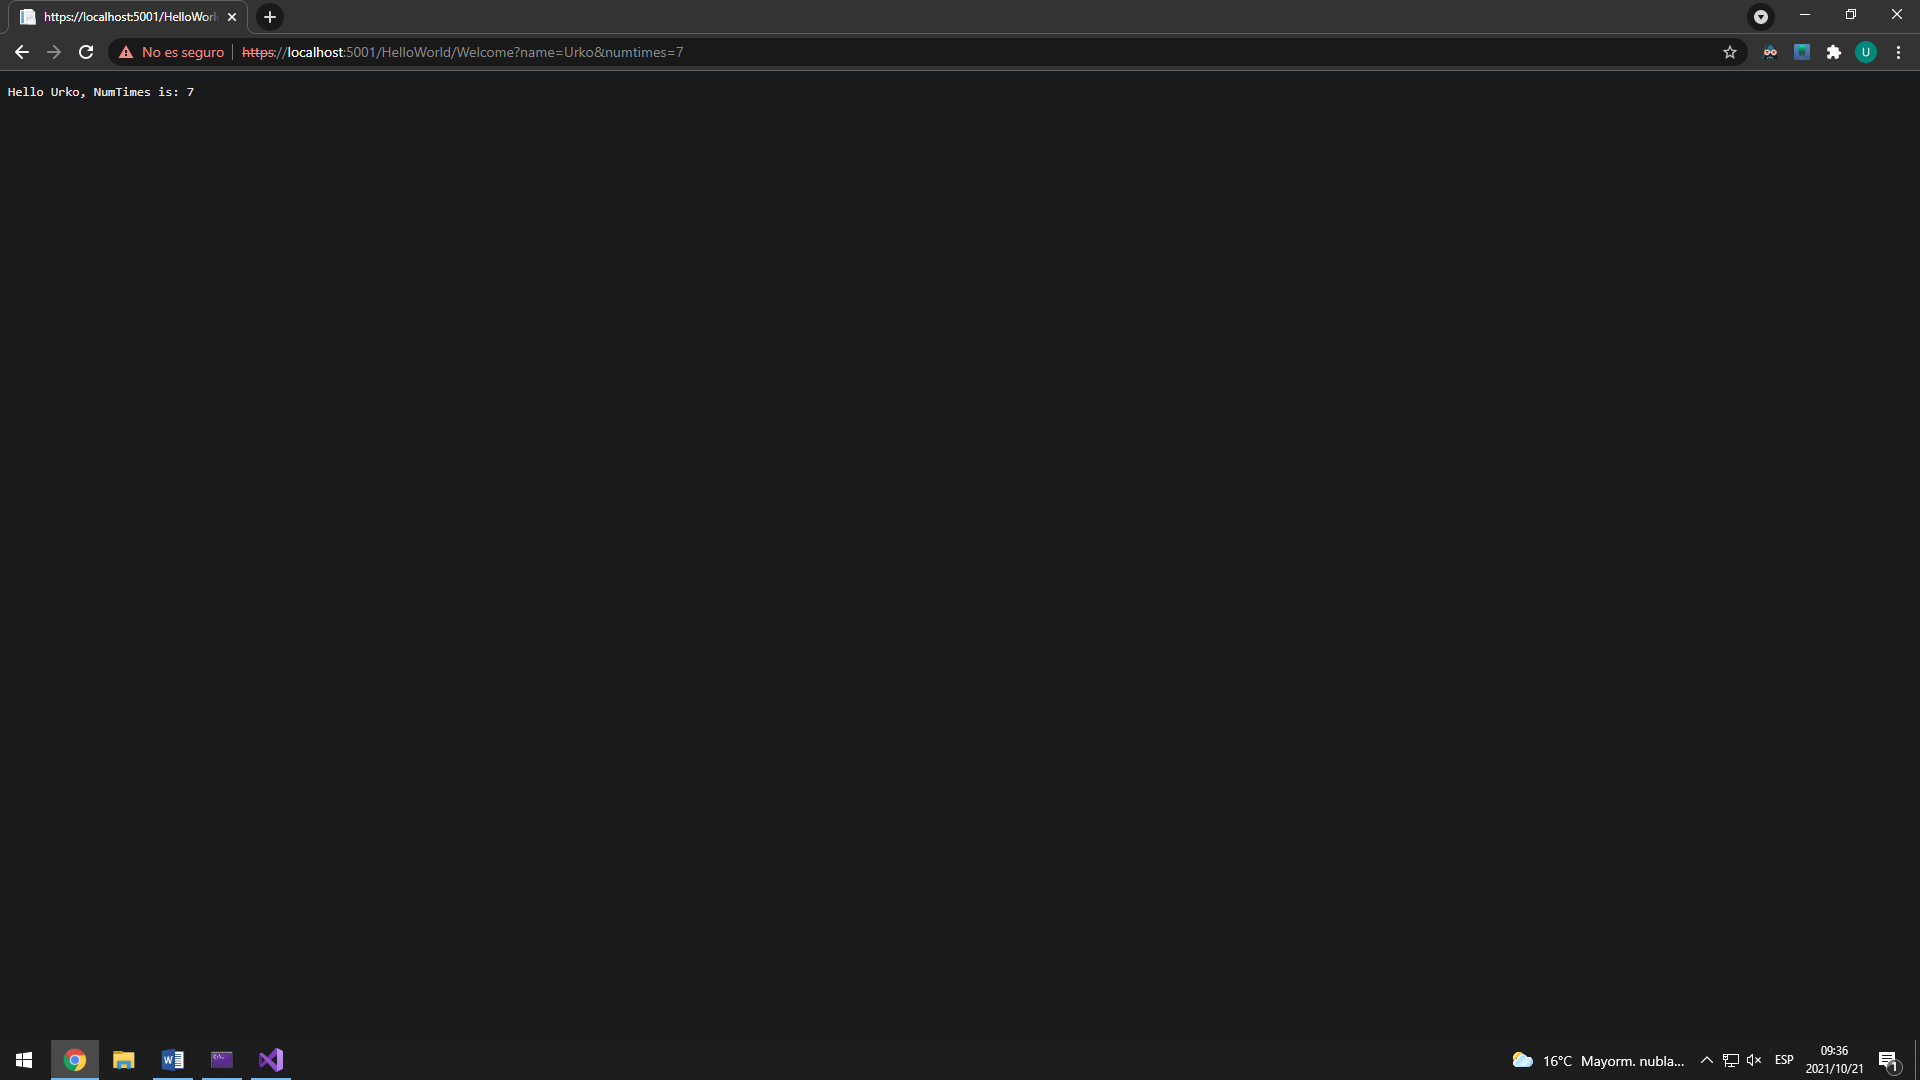 https://localhost:5001/HelloWorl
No es seguro
https://localhost:5001/HelloWorld/Welcome?name=Urko&numtimes=7
U
Hello Urko, NumTimes is: 7
16°C Mayorm. nubla...
ESP
09:36
2021/10/21
1